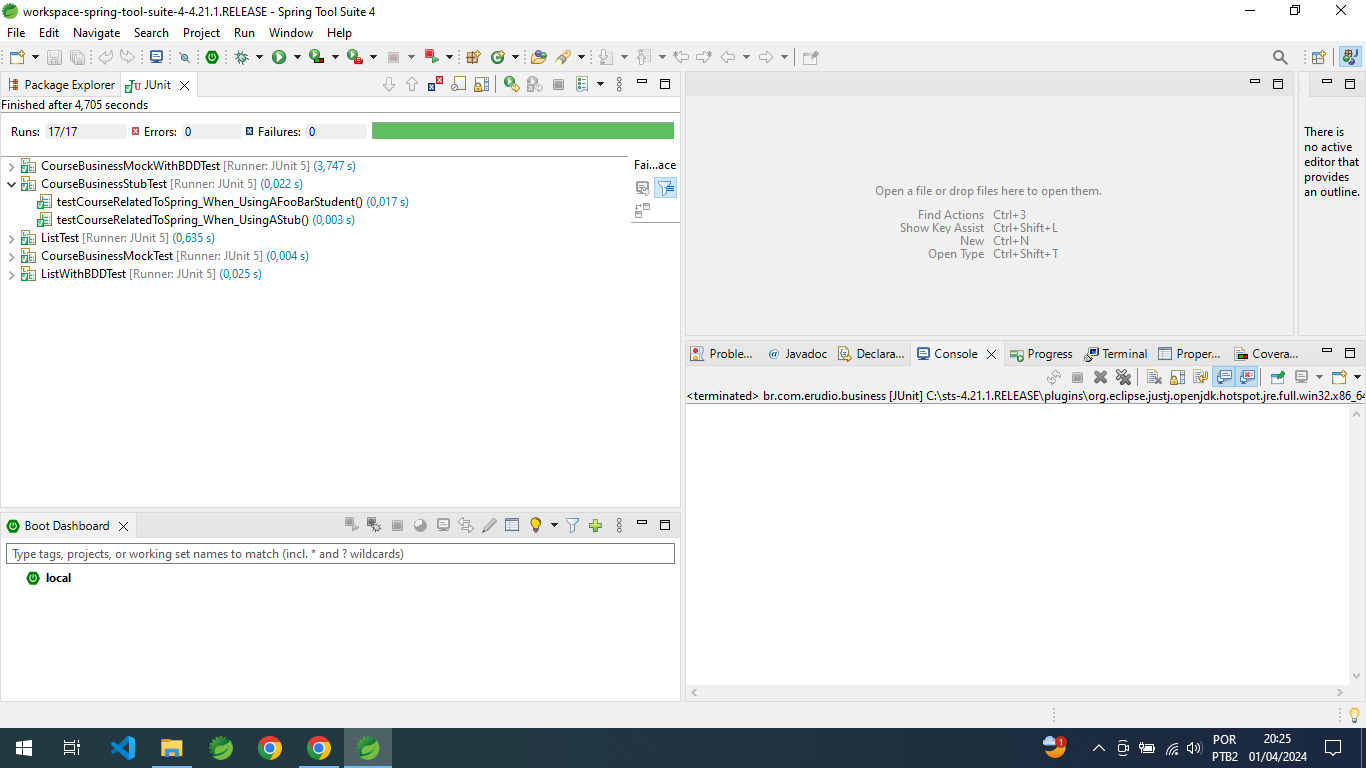 workspace-spring-tool-suite-4-4.21.1.RELEASE - Spring Tool Suite 4
File Edit Navigate Search Project Run Window Help
Package Explorer JUnit
Finished after 4,705 seconds
Runs: 17/17 Errors: 0 Failures: 0
CourseBusinessMockWithBDDTest [Runner: JUnit 5] (3,747 s)
CourseBusinessStubTest [Runner: JUnit 5] (0,022 s)
testCourseRelatedToSpring_When_UsingAFooBarStudent() (0,017 s)
testCourseRelatedToSpring_When_UsingAStub() (0,003 s)
ListTest [Runner: JUnit 5] (0,635 s)
CourseBusinessMockTest [Runner: JUnit 5] (0,004 s)
ListWithBDDTest [Runner: JUnit 5] (0,025 s)
Fai...ace
Open a file or drop files here to open them.
Find Actions Ctrl+3
Show Key Assist Ctrl+Shift+L
New Ctrl+N
Open Type Ctrl+Shift+T
There is
no active
editor that
provides
an outline.
Proble... Javadoc Declara... Console Progress Terminal Proper... Covera...
<terminated> br.com.erudio.business [JUnit] C:\sts-4.21.1.RELEASE\plugins\org.eclipse.justj.openjdk.hotspot.jre.full.win32.x86_64
Boot Dashboard
Type tags, projects, or working set names to match (incl. * and ? wildcards)
local
1
POR
PTB2
20:25
01/04/2024